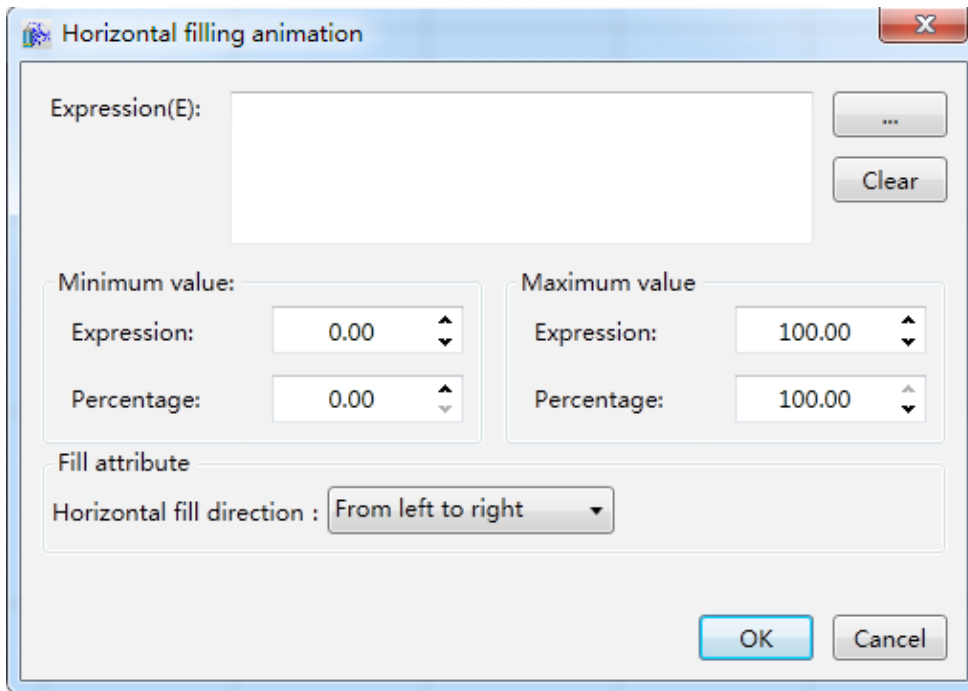 Horizontal filling animation
Expression(E):
...
Clear
Minimum value:
Maximum value
Expression: 0.00
Expression: 100.00
Percentage: 0.00
Percentage: 100.00
Fill attribute
Horizontal fill direction : From left to right
OK Cancel